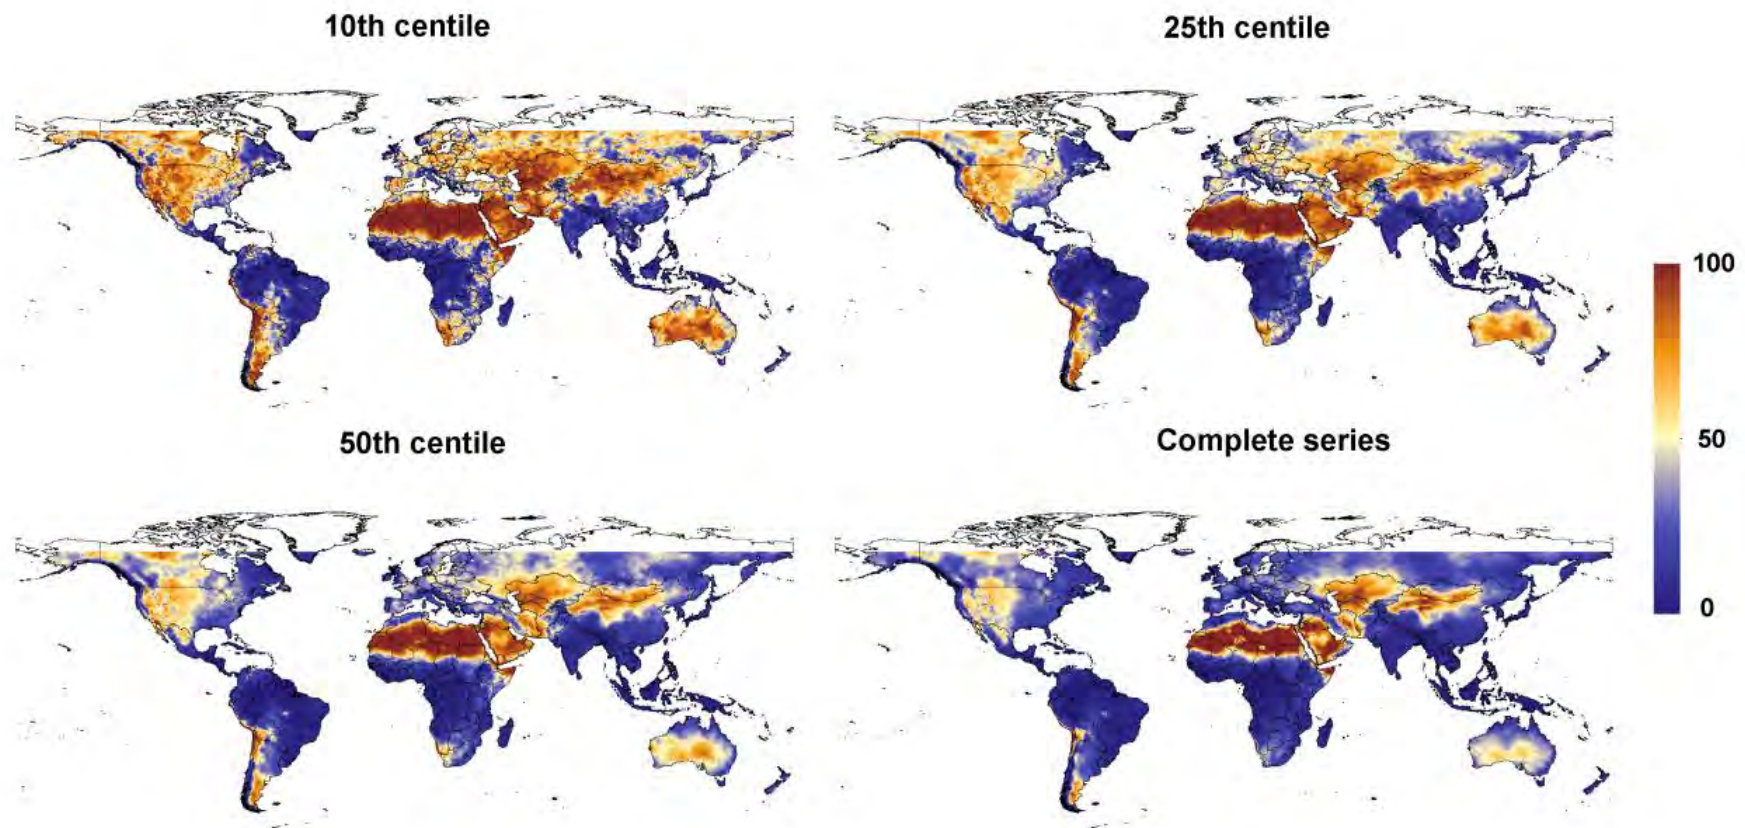 10th centile
25th centile
50th centile
Complete series
100
50
0